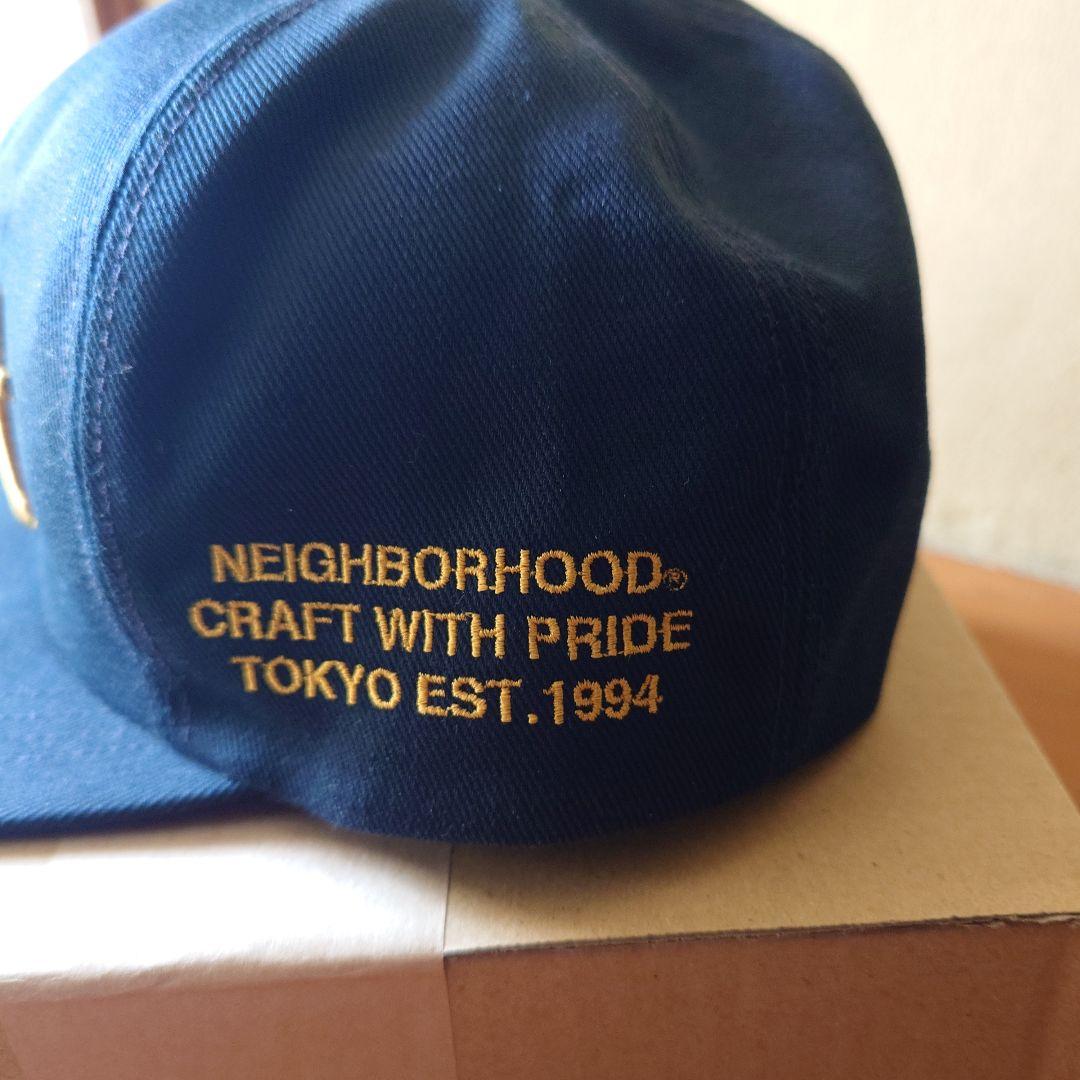 NEIGHBORHOOD®
CRAFT WITH PRIDE
TOKYO EST.1994